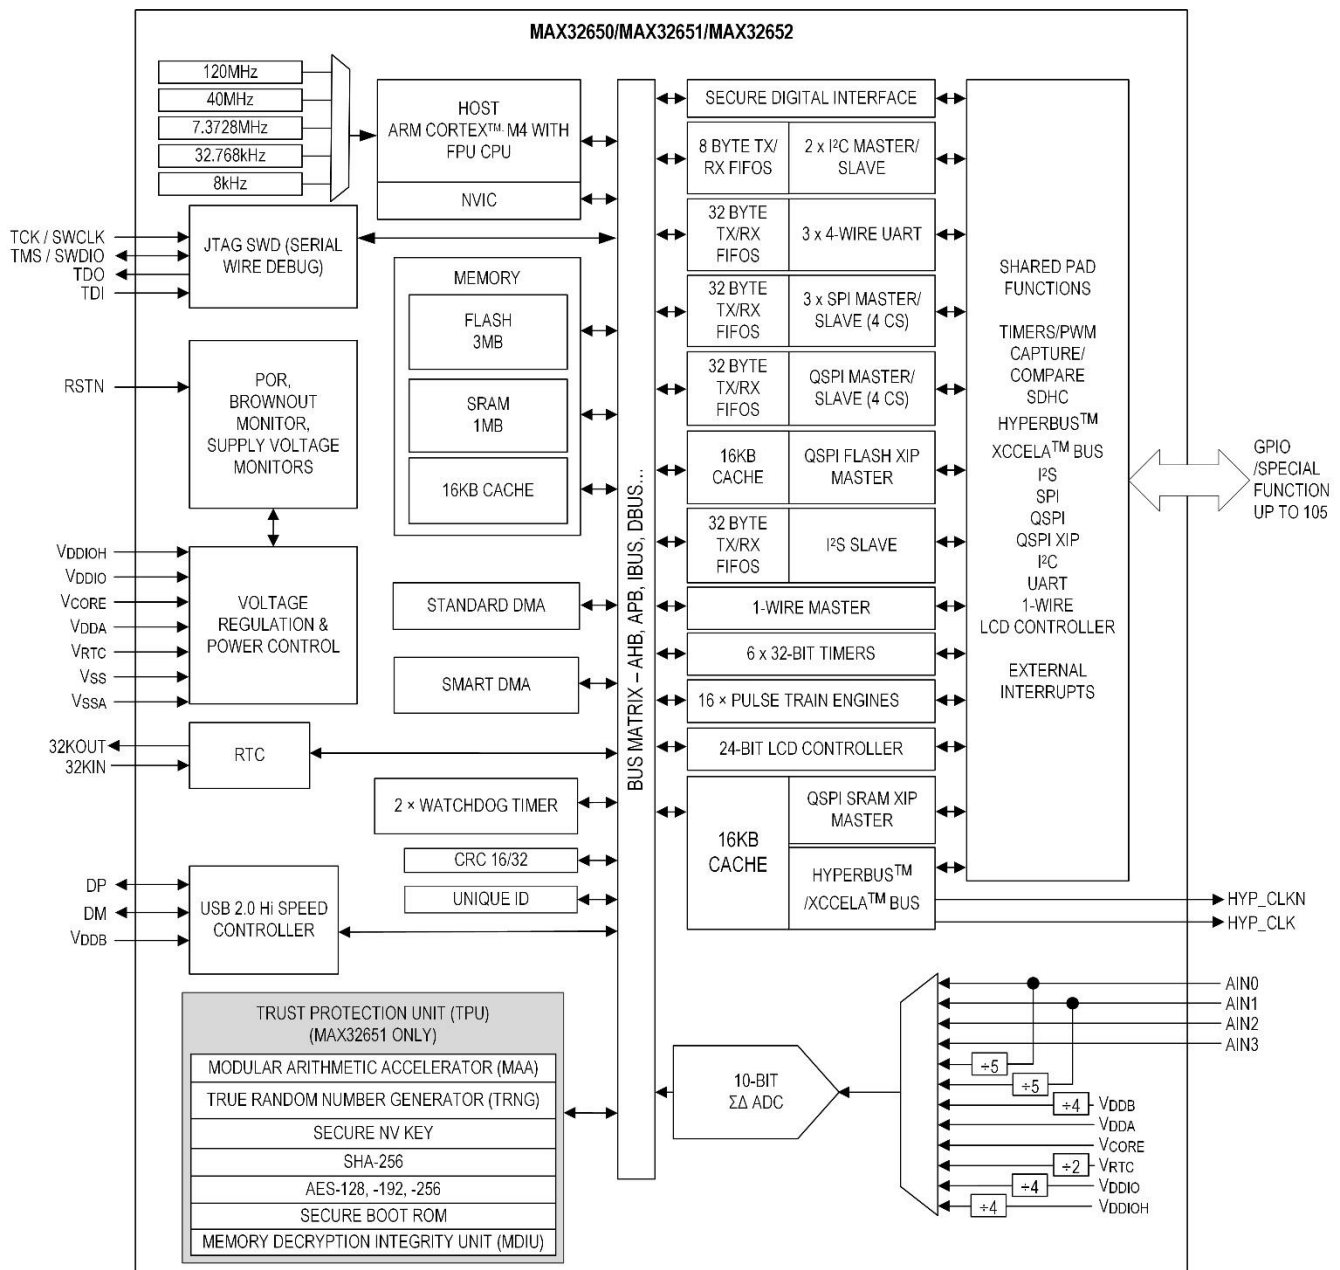 MAX32650/MAX32651/MAX32652
120MHz
40MHz
7.3728MHz
32.768kHz
8kHz
HOST
ARM CORTEX™- M4 WITH
FPU CPU
NVIC
TCK / SWCLK
TMS / SWDIO
TDO
TDI
JTAG SWD (SERIAL
WIRE DEBUG)
RSTN
POR,
BROWNOUT
MONITOR,
SUPPLY VOLTAGE
MONITORS
MEMORY
FLASH
3MB
SRAM
1MB
16KB CACHE
VDDIOH
VDDIO
VCORE
VDDA
VRTC
VSS
VSSA
VOLTAGE
REGULATION &
POWER CONTROL
STANDARD DMA
SMART DMA
32KOUT
32KIN
RTC
2 × WATCHDOG TIMER
CRC 16/32
UNIQUE ID
DP
DM
VDDB
USB 2.0 Hi SPEED
CONTROLLER
TRUST PROTECTION UNIT (TPU)
(MAX32651 ONLY)
MODULAR ARITHMETIC ACCELERATOR (MAA)
TRUE RANDOM NUMBER GENERATOR (TRNG)
SECURE NV KEY
SHA-256
AES-128, -192, -256
SECURE BOOT ROM
MEMORY DECRYPTION INTEGRITY UNIT (MDIU)
BUS MATRIX – AHB, APB, IBUS, DBUS...
SECURE DIGITAL INTERFACE
8 BYTE TX/
RX FIFOS
2 x I²C MASTER/
SLAVE
32 BYTE
TX/RX
FIFOS
3 x 4-WIRE UART
32 BYTE
TX/RX
FIFOS
3 x SPI MASTER/
SLAVE (4 CS)
32 BYTE
TX/RX
FIFOS
QSPI MASTER/
SLAVE (4 CS)
16KB
CACHE
QSPI FLASH XIP
MASTER
32 BYTE
TX/RX
FIFOS
I²S SLAVE
1-WIRE MASTER
6 x 32-BIT TIMERS
16 × PULSE TRAIN ENGINES
24-BIT LCD CONTROLLER
16KB
CACHE
QSPI SRAM XIP
MASTER
HYPERBUS™
/XCCELA™ BUS
SHARED PAD
FUNCTIONS
TIMERS/PWM
CAPTURE/
COMPARE
SDHC
HYPERBUS™
XCCELA™ BUS
I²S
SPI
QSPI
QSPI XIP
I²C
UART
1-WIRE
LCD CONTROLLER
EXTERNAL
INTERRUPTS
GPIO
/SPECIAL
FUNCTION
UP TO 105
HYP_CLKN
HYP_CLK
10-BIT
ΣΔ ADC
AIN0
AIN1
AIN2
AIN3
÷5
÷5
÷4 VDDB
VDDA
VCORE
÷2 VRTC
÷4 VDDIO
÷4 VDDIOH